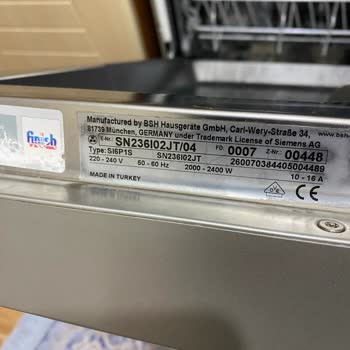 Manufactured by BSH Hausgeräte GmbH, Carl-Wery-Straße 34,
81739 München, GERMANY under Trademark License of Siemens AG
E-Nr. SN236I02JT/04 FD: 0007 Z-Nr. 00448
Type: SI6P1S SN236I02JT 260070384405004489
220 - 240 V 50 - 60 Hz 2000 - 2400 W 10 - 16 A
MADE IN TURKEY
finish